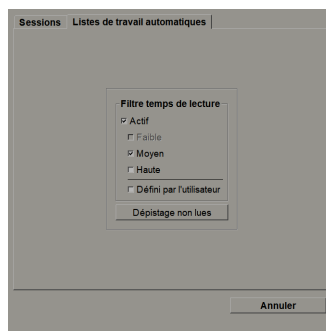 Sessions Listes de travail automatiques
Filtre temps de lecture
Actif
Faible
Moyen
Haute
Défini par l'utilisateur
Dépistage non lues
Annuler